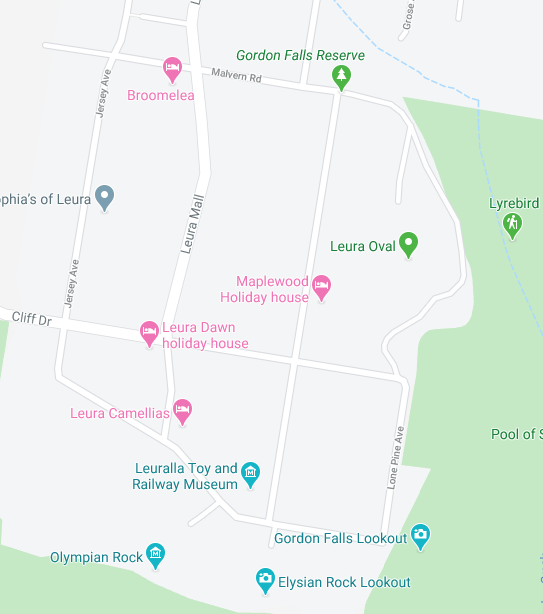 Grose A
Gordon Falls Reserve
L
Malvern Rd
Broomelea
Jersey Ave
phia's of Leura
Lyrebird
Leura Mall
Leura Oval
Maplewood
Holiday house
Jersey Ave
Cliff Dr
Leura Dawn
holiday house
Leura Camellias
Pool of S
Lone Pine Ave
Leuralla Toy and
Railway Museum
Gordon Falls Lookout
Olympian Rock
Elysian Rock Lookout